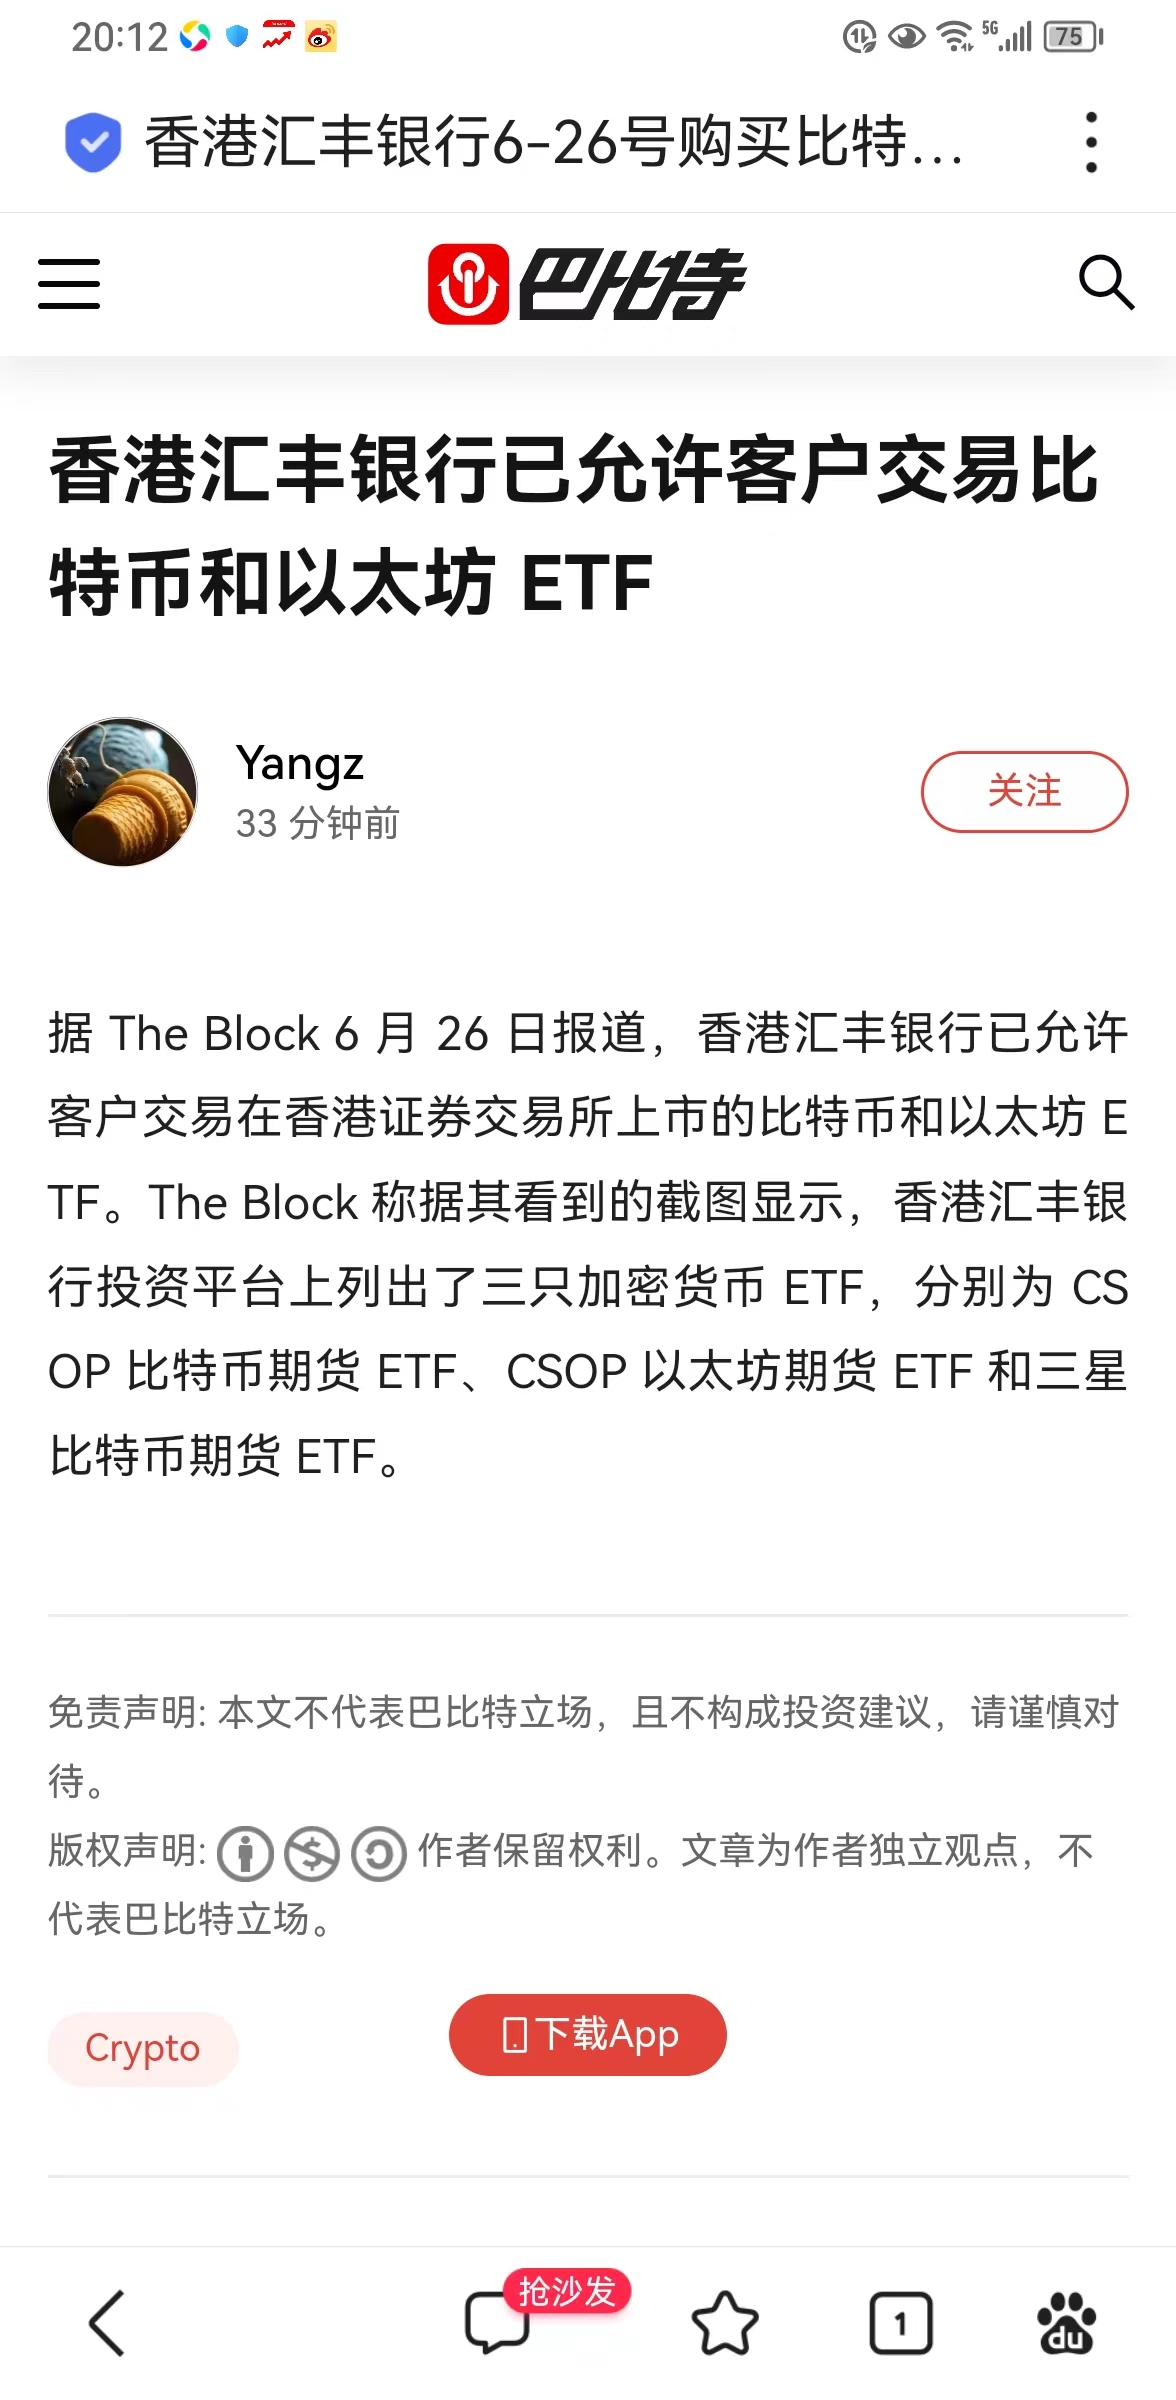 20:12 5G 75
香港汇丰银行6-26号购买比特...
巴比特
香港汇丰银行已允许客户交易比
特币和以太坊 ETF
Yangz
33 分钟前
关注
据 The Block 6 月 26 日报道，香港汇丰银行已允许
客户交易在香港证券交易所上市的比特币和以太坊 E
TF。The Block 称据其看到的截图显示，香港汇丰银
行投资平台上列出了三只加密货币 ETF，分别为 CS
OP 比特币期货 ETF、CSOP 以太坊期货 ETF 和三星
比特币期货 ETF。
免责声明: 本文不代表巴比特立场，且不构成投资建议，请谨慎对
待。
版权声明: 作者保留权利。文章为作者独立观点，不
代表巴比特立场。
Crypto
下载App
抢沙发
1
du